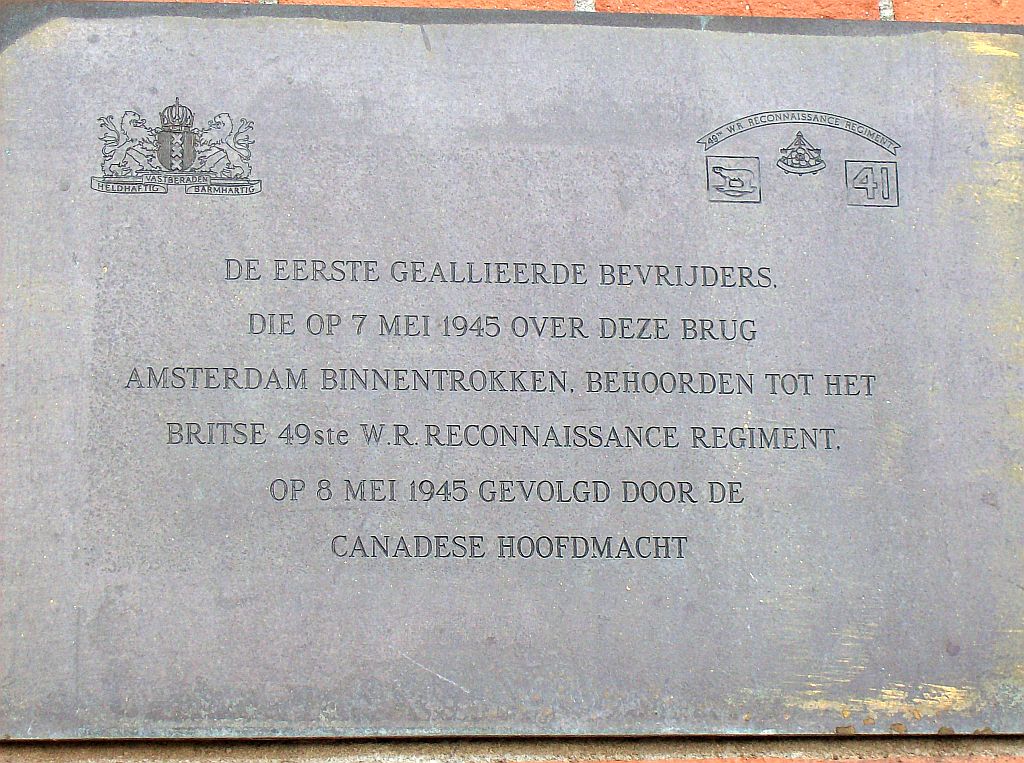 VASTBERADEN
HELDHAFTIG BARMHARTIG
49TH W.R. RECONNAISSANCE REGIMENT
41
DE EERSTE GEALLIEERDE BEVRIJDERS,
DIE OP 7 MEI 1945 OVER DEZE BRUG
AMSTERDAM BINNENTROKKEN, BEHOORDEN TOT HET
BRITSE 49ste W.R. RECONNAISSANCE REGIMENT.
OP 8 MEI 1945 GEVOLGD DOOR DE
CANADESE HOOFDMACHT